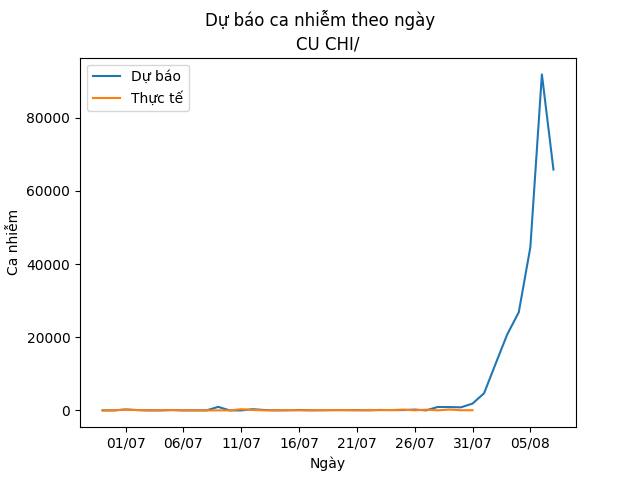 Dự báo ca nhiễm theo ngày
CU CHI/
Dự báo
Thực tế
80000
60000
40000
20000
0
Ca nhiễm
01/07 06/07 11/07 16/07 21/07 26/07 31/07 05/08
Ngày